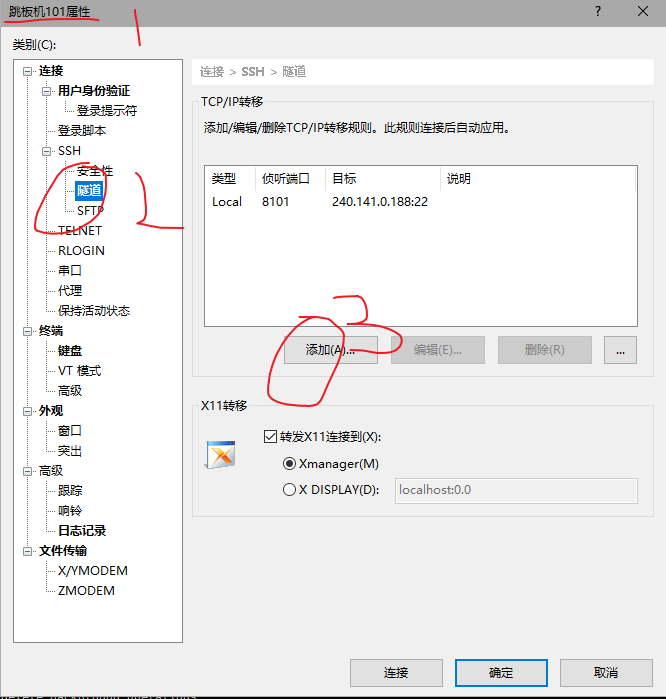 跳板机101属性
1
类别(C):
连接
用户身份验证
登录提示符
登录脚本
SSH
安全性
隧道
SFTP
TELNET
RLOGIN
串口
代理
保持活动状态
终端
键盘
VT 模式
高级
外观
窗口
突出
高级
跟踪
响铃
日志记录
文件传输
X/YMODEM
ZMODEM
2
连接 > SSH > 隧道
TCP/IP转移
添加/编辑/删除TCP/IP转移规则。此规则连接后自动应用。
类型 侦听端口 目标 说明
Local 8101 240.141.0.188:22
3
添加(A)... 编辑(E)... 删除(R) ...
X11转移
转发X11连接到(X):
Xmanager(M)
X DISPLAY(D): localhost:0.0
连接 确定 取消